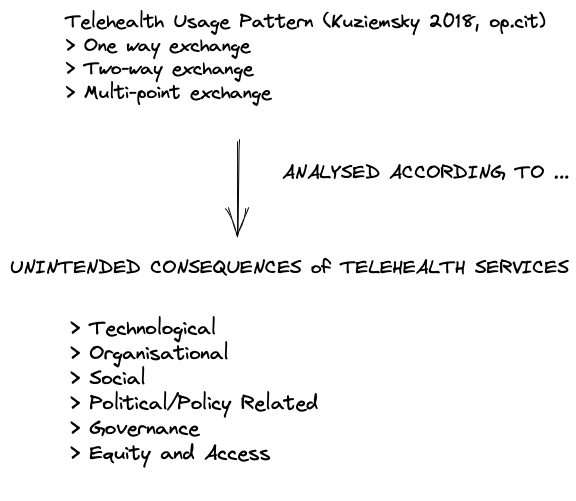 Telehealth Usage Pattern (Kuziemsky 2018, op.cit)
> One way exchange
> Two-way exchange
> Multi-point exchange
ANALYSED ACCORDING TO ...
UNINTENDED CONSEQUENCES of TELEHEALTH SERVICES
> Technological
> Organisational
> Social
> Political/Policy Related
> Governance
> Equity and Access